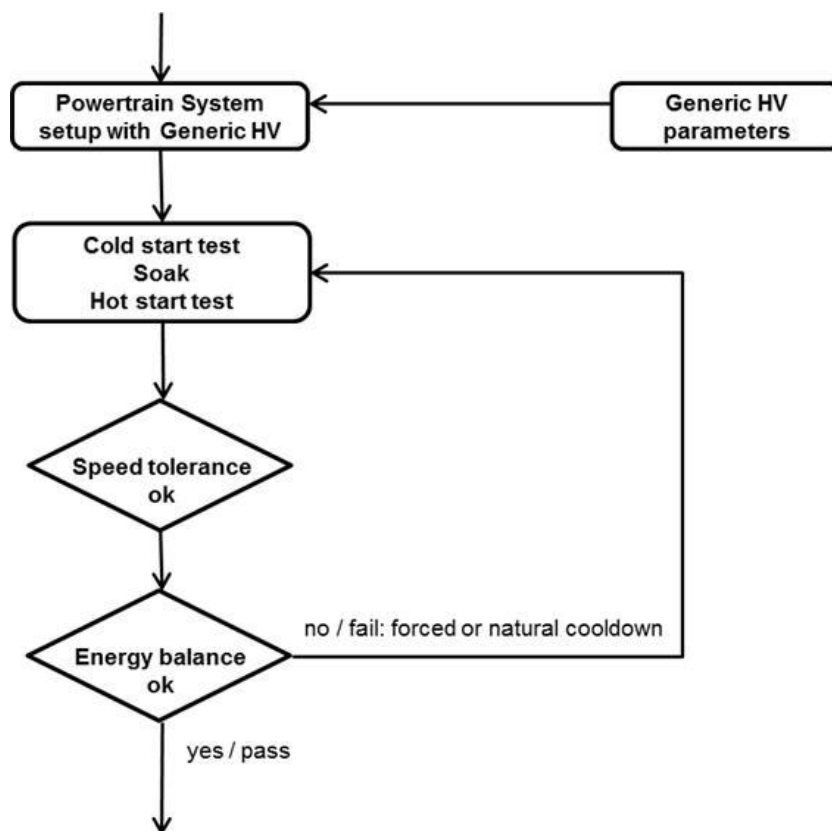 Powertrain System
setup with Generic HV
Generic HV
parameters
Cold start test
Soak
Hot start test
Speed tolerance
ok
no / fail: forced or natural cooldown
Energy balance
ok
yes / pass